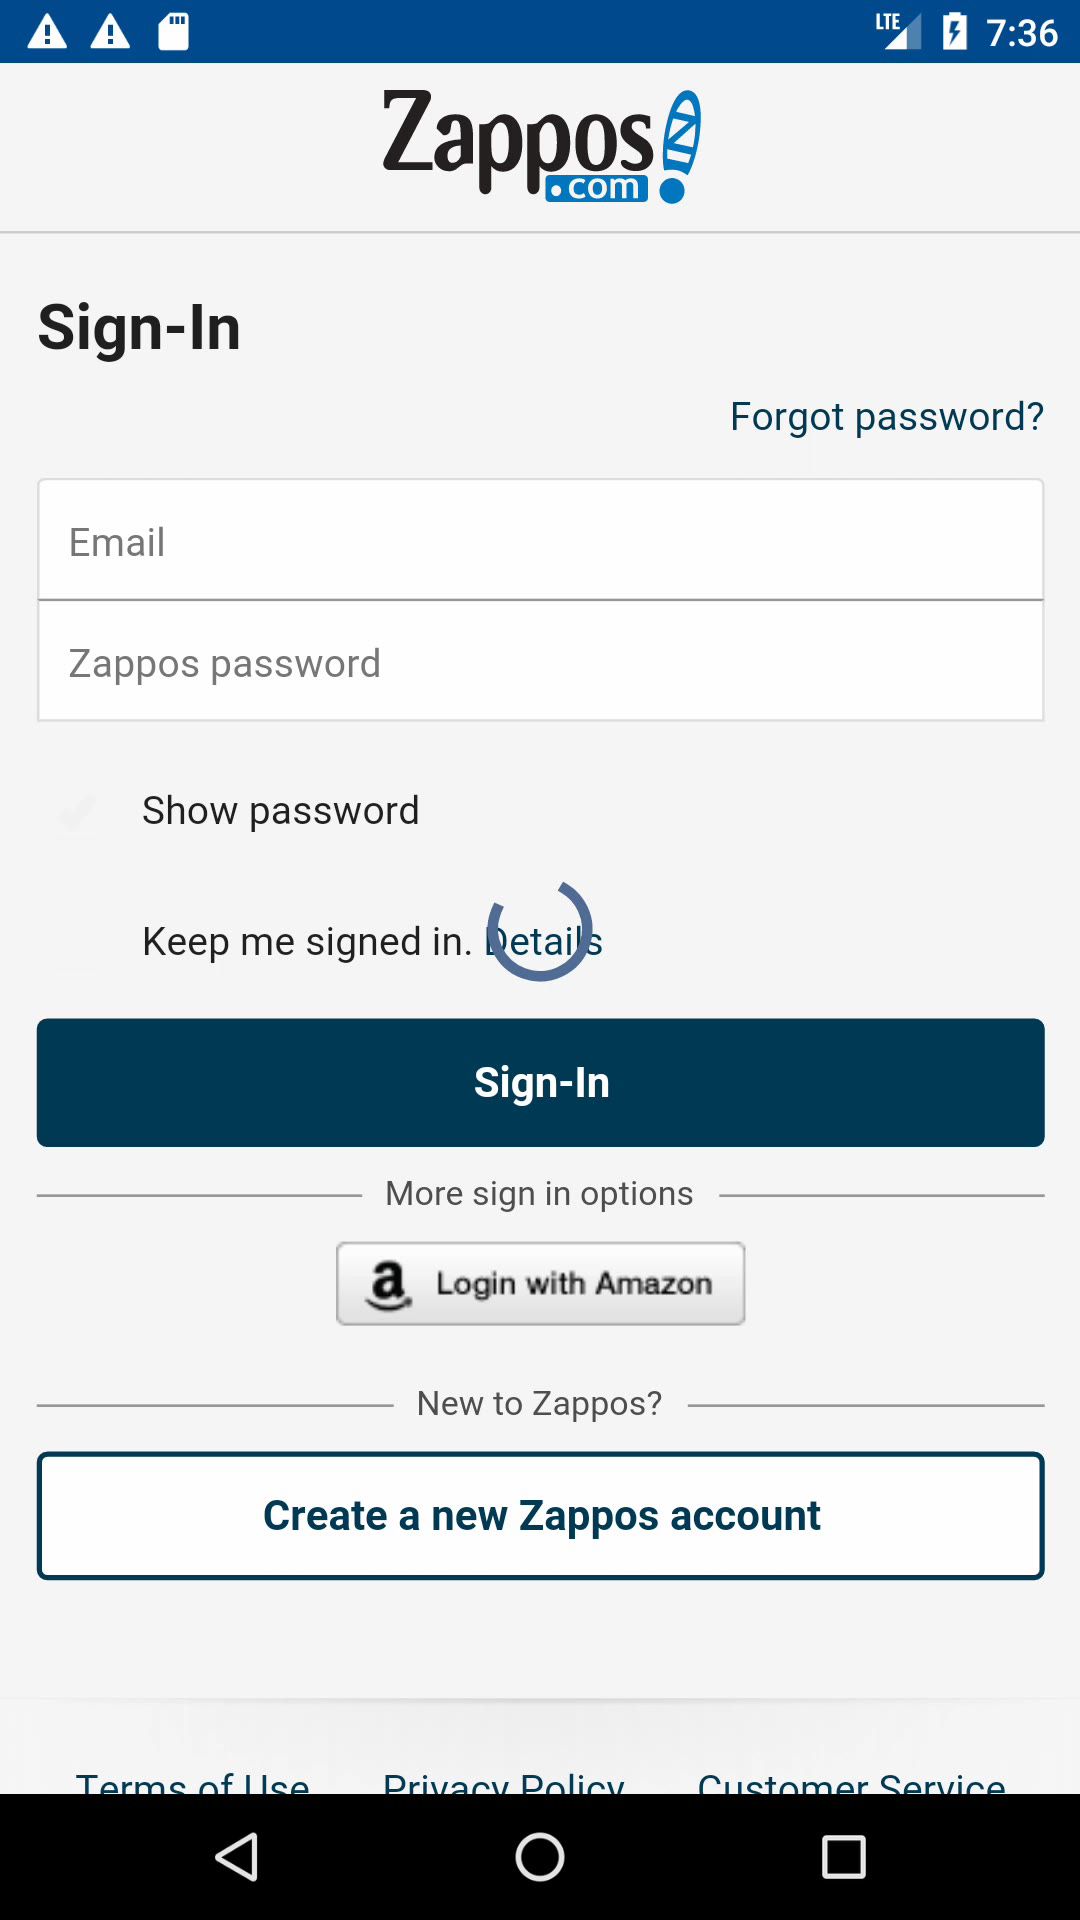 LTE 7:36
Zappos
.com
Sign-In
Forgot password?
Email
Zappos password
Show password
Keep me signed in. Details
Sign-In
More sign in options
a Login with Amazon
New to Zappos?
Create a new Zappos account
Terms of Use Privacy Policy Customer Service